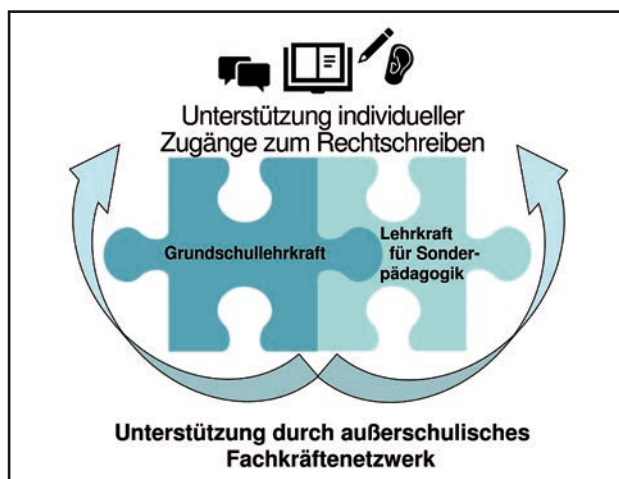 Unterstützung individueller
Zugänge zum Rechtschreiben
Grundschullehrkraft
Lehrkraft
für Sonder-
pädagogik
Unterstützung durch außerschulisches
Fachkräftenetzwerk